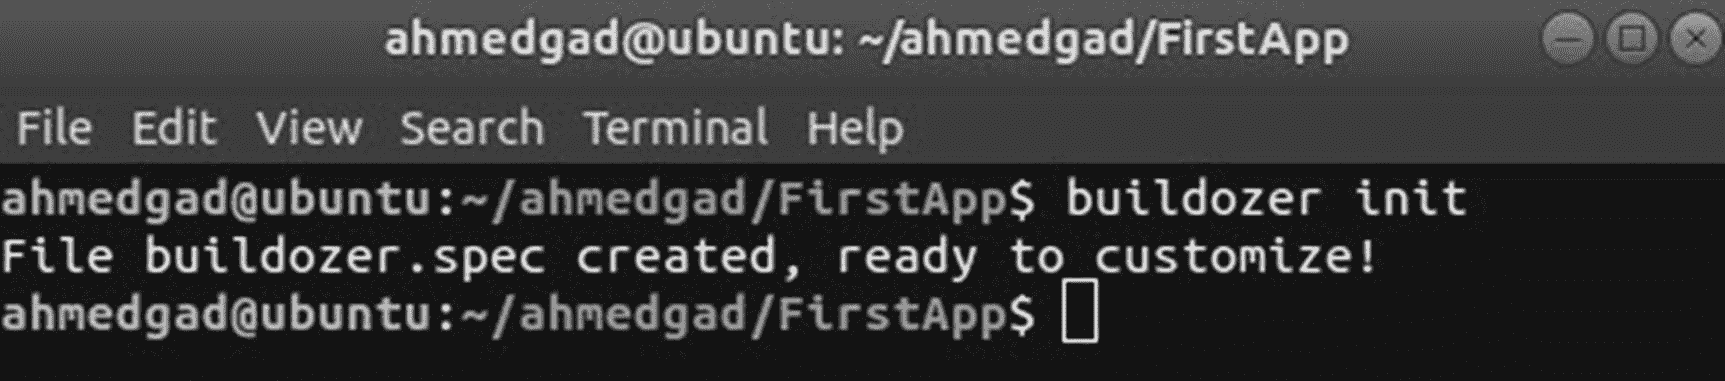 ahmedgad@ubuntu: ~/ahmedgad/FirstApp
File Edit View Search Terminal Help
ahmedgad@ubuntu:~/ahmedgad/FirstApp$ buildozer init
File buildozer.spec created, ready to customize!
ahmedgad@ubuntu:~/ahmedgad/FirstApp$